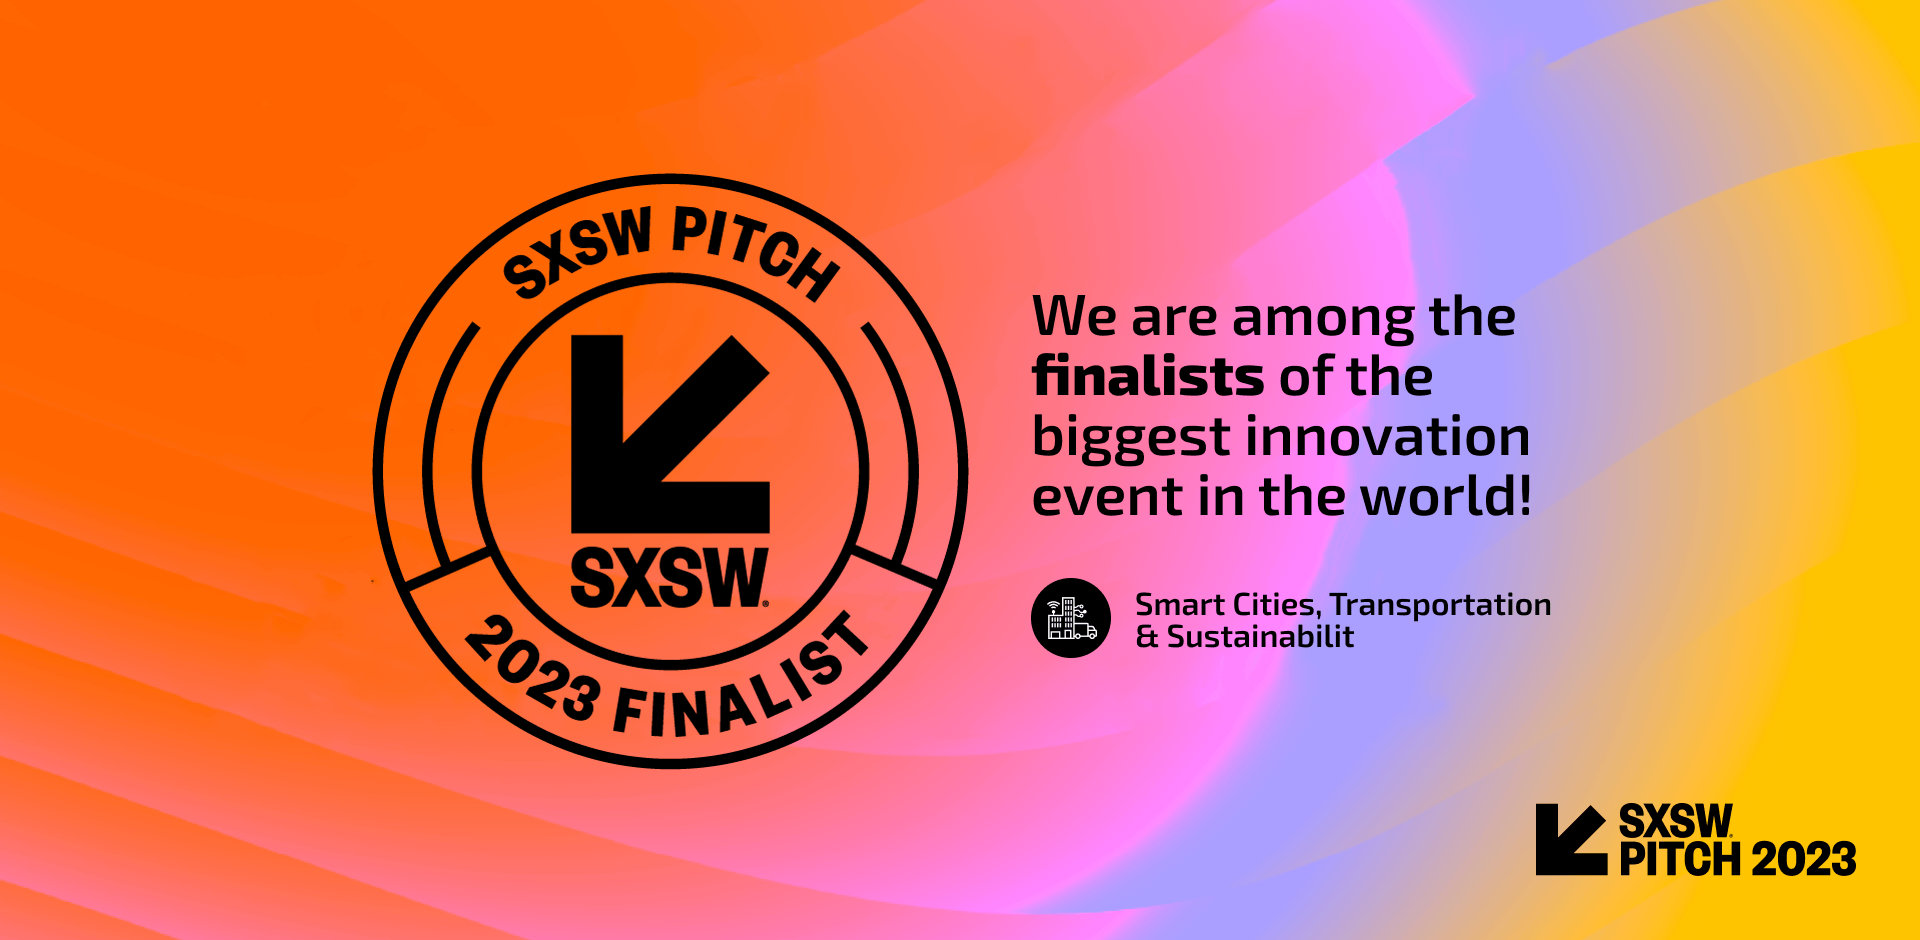 SXSW PITCH
SXSW®
2023 FINALIST
We are among the
finalists of the
biggest innovation
event in the world!
Smart Cities, Transportation
& Sustainabilit
SXSW®
PITCH 2023